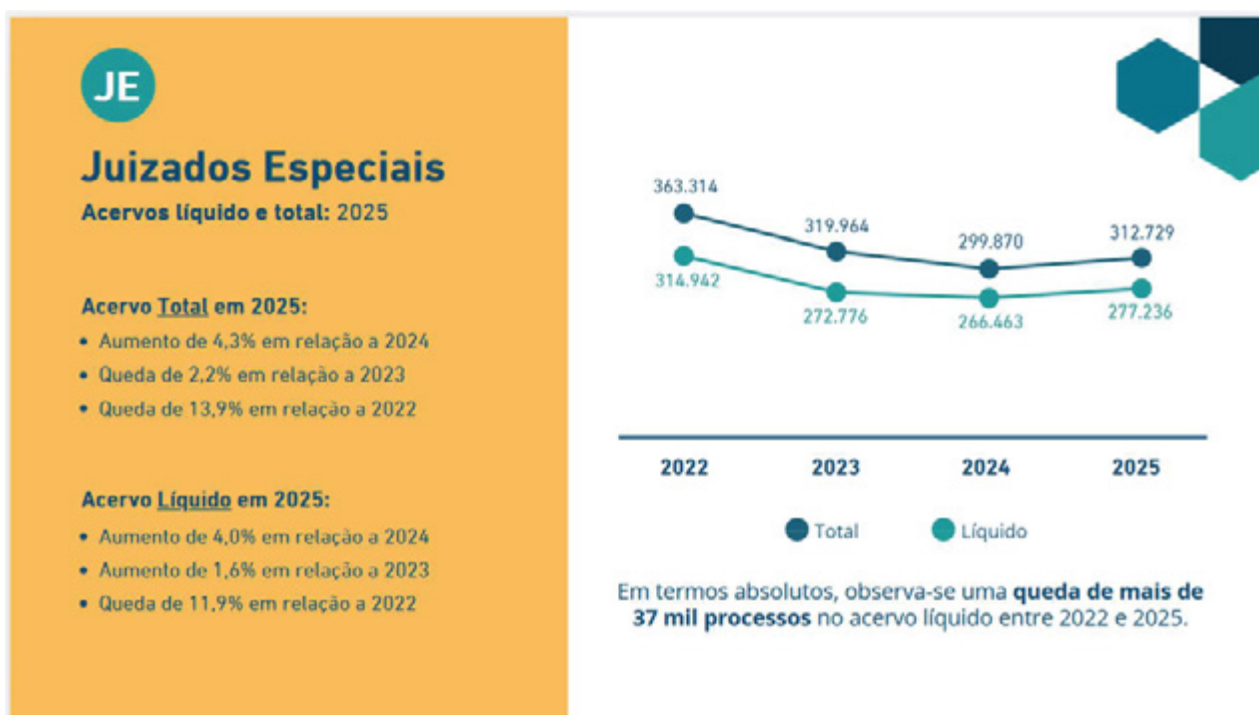 JE
Juizados Especiais
Acervos líquido e total: 2025
Acervo Total em 2025:
• Aumento de 4,3% em relação a 2024
• Queda de 2,2% em relação a 2023
• Queda de 13,9% em relação a 2022
Acervo Líquido em 2025:
• Aumento de 4,0% em relação a 2024
• Aumento de 1,6% em relação a 2023
• Queda de 11,9% em relação a 2022
363.314
319.964
299.870
312.729
314.942
272.776
266.463
277.236
2022 2023 2024 2025
Total Líquido
Em termos absolutos, observa-se uma queda de mais de
37 mil processos no acervo líquido entre 2022 e 2025.